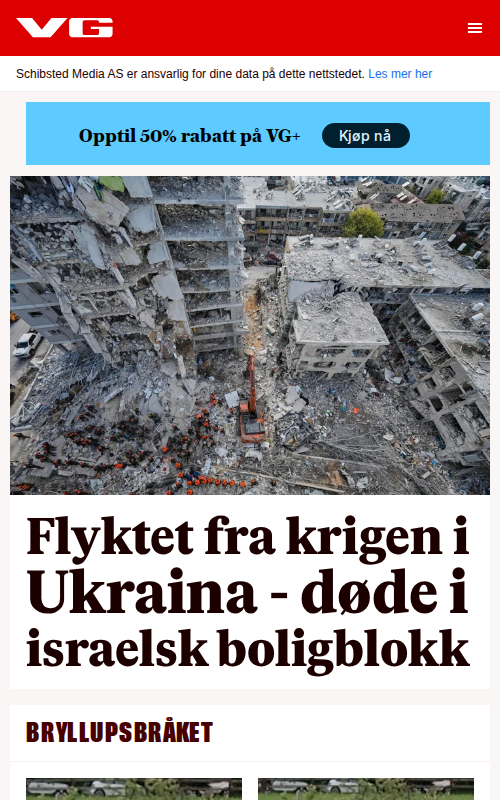 VG
Schibsted Media AS er ansvarlig for dine data på dette nettstedet. Les mer her
Opptil 50% rabatt på VG+
Kjøp nå
Flyktet fra krigen i
Ukraina - døde i
israelsk boligblokk
BRYLLUPSBRÅKET